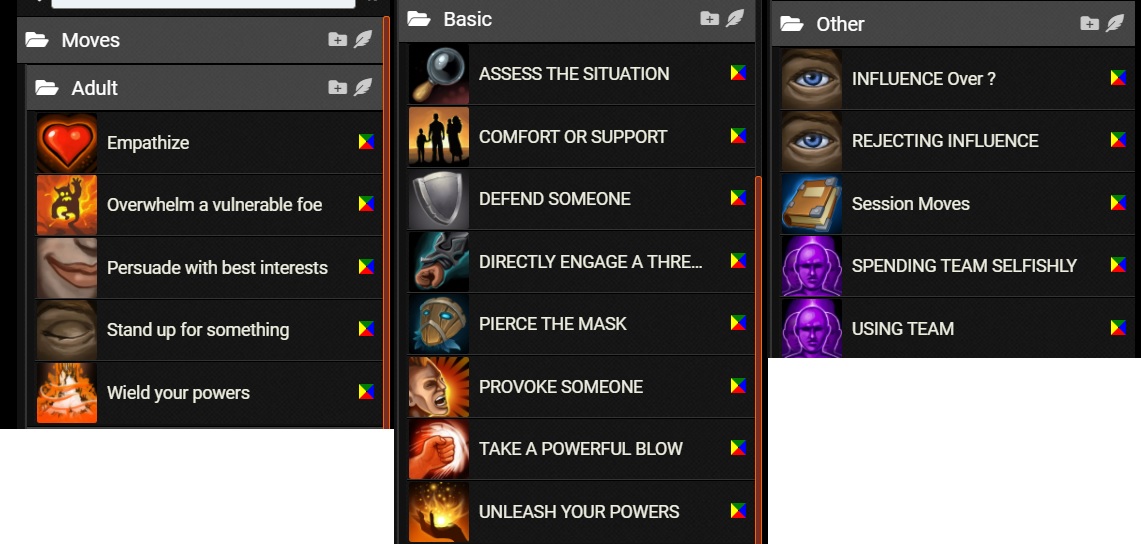 Moves
Adult
Empathize
Overwhelm a vulnerable foe
Persuade with best interests
Stand up for something
Wield your powers
Basic
ASSESS THE SITUATION
COMFORT OR SUPPORT
DEFEND SOMEONE
DIRECTLY ENGAGE A THRE...
PIERCE THE MASK
PROVOKE SOMEONE
TAKE A POWERFUL BLOW
UNLEASH YOUR POWERS
Other
INFLUENCE Over ?
REJECTING INFLUENCE
Session Moves
SPENDING TEAM SELFISHLY
USING TEAM